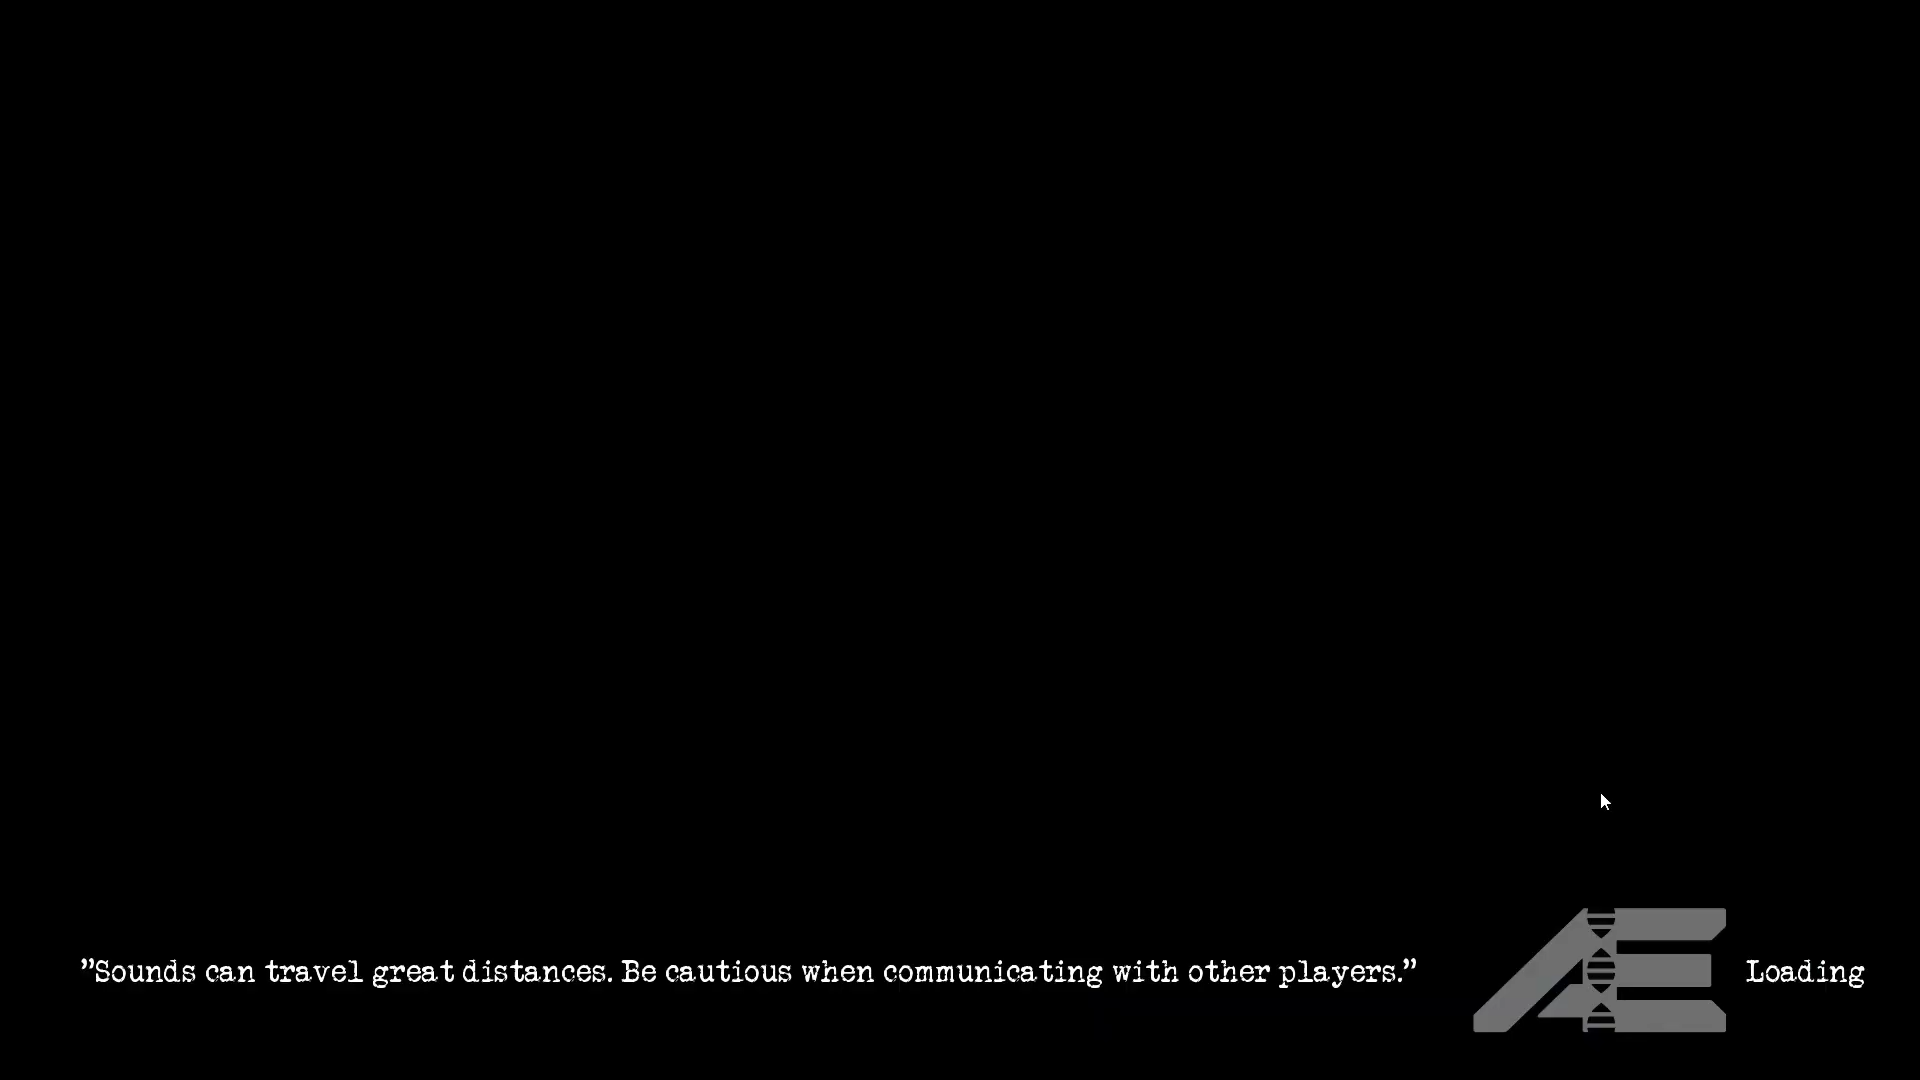 ”Sounds can travel great distances. Be cautious when communicating with other players.”
Æ
Loading